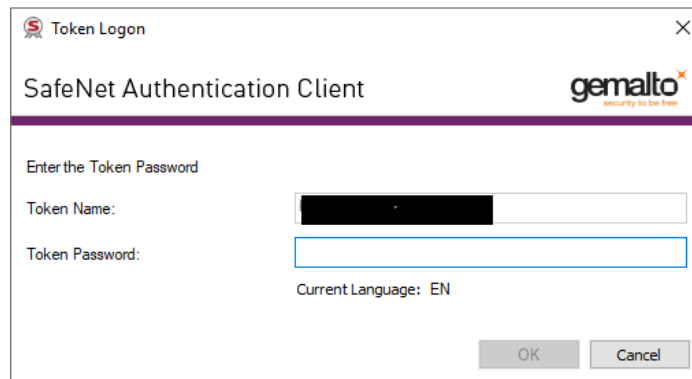 Token Logon
SafeNet Authentication Client
gemalto
security to be free
Enter the Token Password
Token Name:
Token Password:
Current Language: EN
OK
Cancel